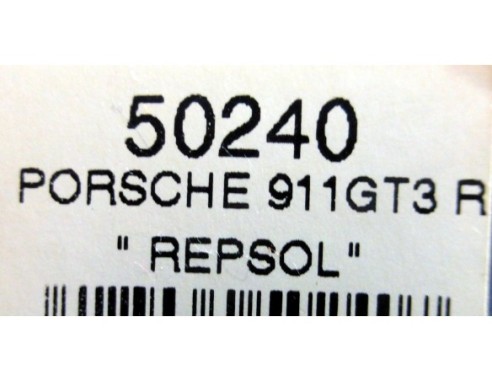 50240
PORSCHE 911GT3 R
" REPSOL"